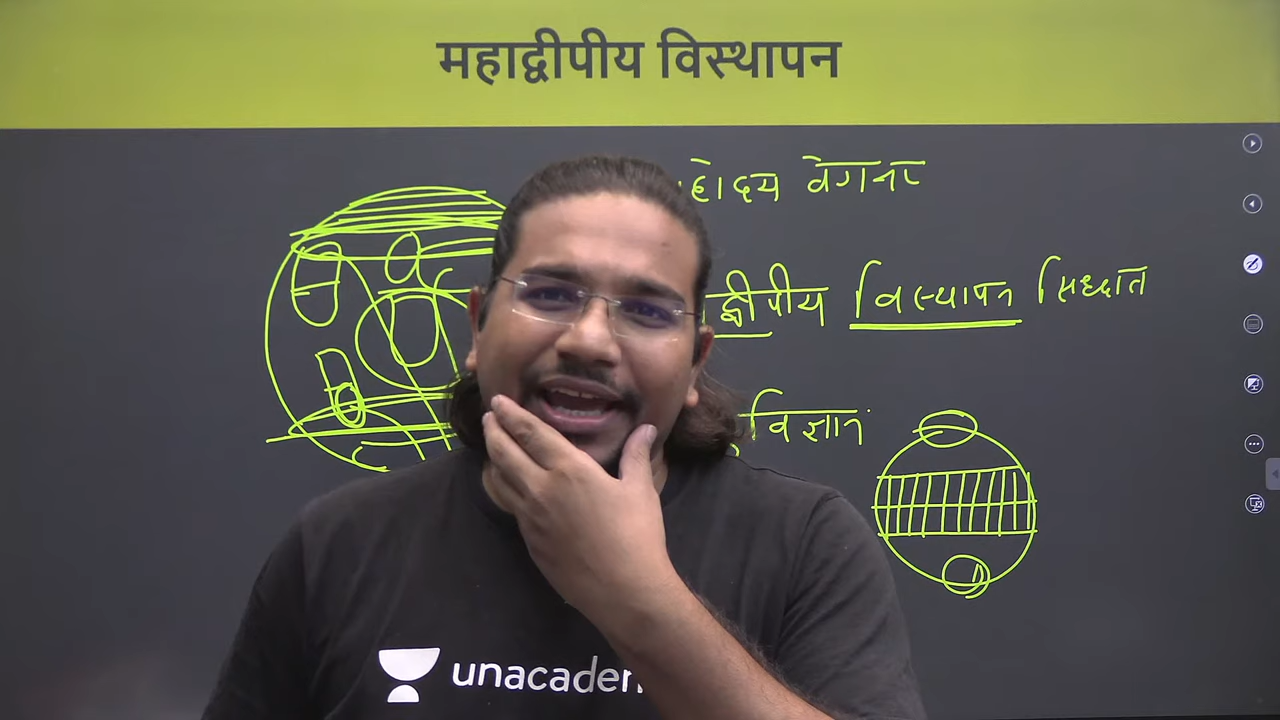 महाद्वीपीय विस्थापन
वेगनर
द्वीपीय विस्थापन सिध्दांत
विज्ञान
unacadem